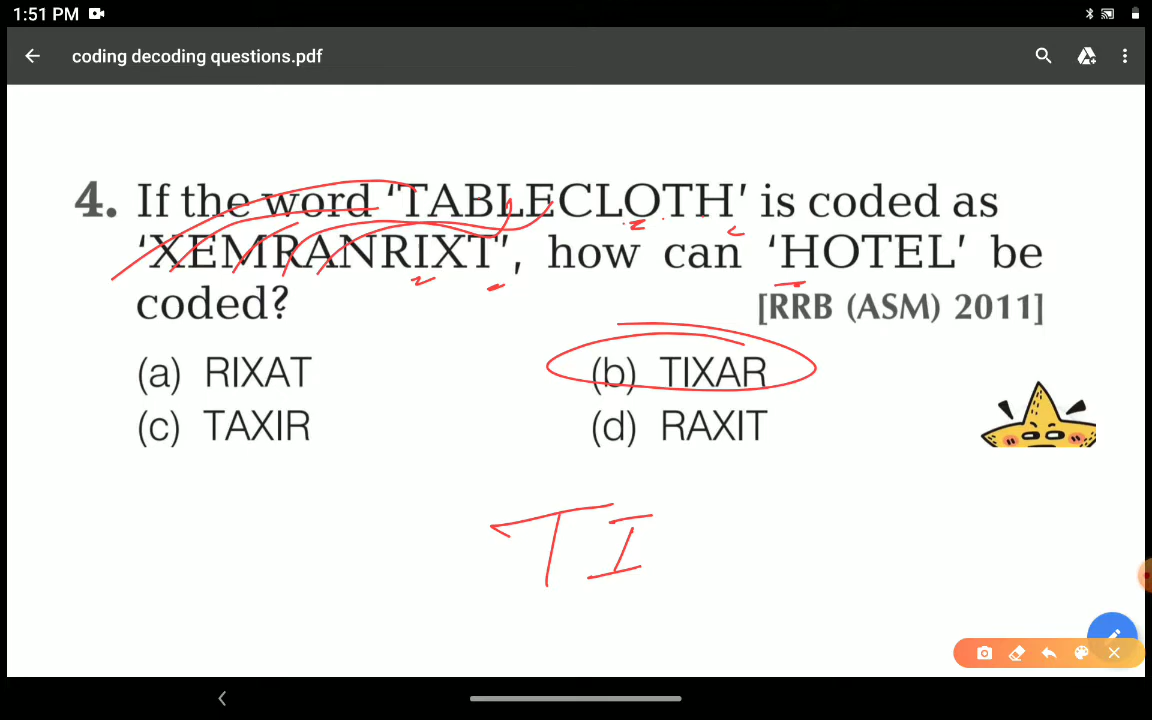 1:51 PM
coding decoding questions.pdf
4. If the word ‘TABLECLOTH’ is coded as
‘XEMRANRIXT’, how can ‘HOTEL’ be
coded? [RRB (ASM) 2011]
(a) RIXAT (b) TIXAR
(c) TAXIR (d) RAXIT
TI